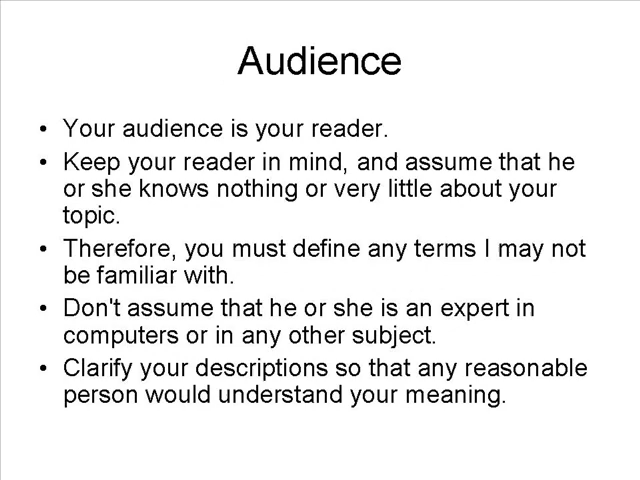 Audience
• Your audience is your reader.
• Keep your reader in mind, and assume that he
or she knows nothing or very little about your
topic.
• Therefore, you must define any terms I may not
be familiar with.
• Don't assume that he or she is an expert in
computers or in any other subject.
• Clarify your descriptions so that any reasonable
person would understand your meaning.